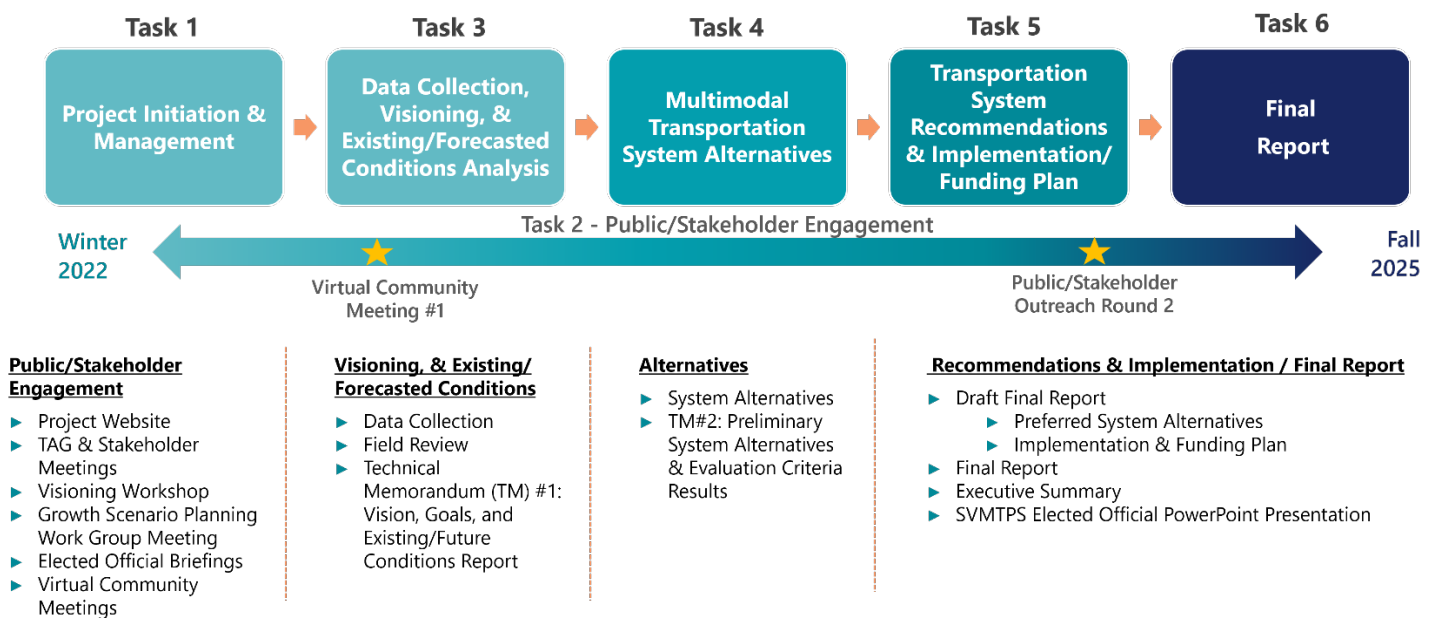 Task 1
Project Initiation &
Management
Task 3
Data Collection,
Visioning, &
Existing/Forecasted
Conditions Analysis
Task 4
Multimodal
Transportation
System Alternatives
Task 5
Transportation
System
Recommendations
& Implementation/
Funding Plan
Task 6
Final
Report
Task 2 - Public/Stakeholder Engagement
Winter
2022
Fall
2025
Virtual Community
Meeting #1
Public/Stakeholder
Outreach Round 2
Public/Stakeholder
Engagement
Project Website
TAG & Stakeholder
Meetings
Visioning Workshop
Growth Scenario Planning
Work Group Meeting
Elected Official Briefings
Virtual Community
Meetings
Visioning, & Existing/
Forecasted Conditions
Data Collection
Field Review
Technical
Memorandum (TM) #1:
Vision, Goals, and
Existing/Future
Conditions Report
Alternatives
System Alternatives
TM#2: Preliminary
System Alternatives
& Evaluation Criteria
Results
Recommendations & Implementation / Final Report
Draft Final Report
Preferred System Alternatives
Implementation & Funding Plan
Final Report
Executive Summary
SVMTPS Elected Official PowerPoint Presentation